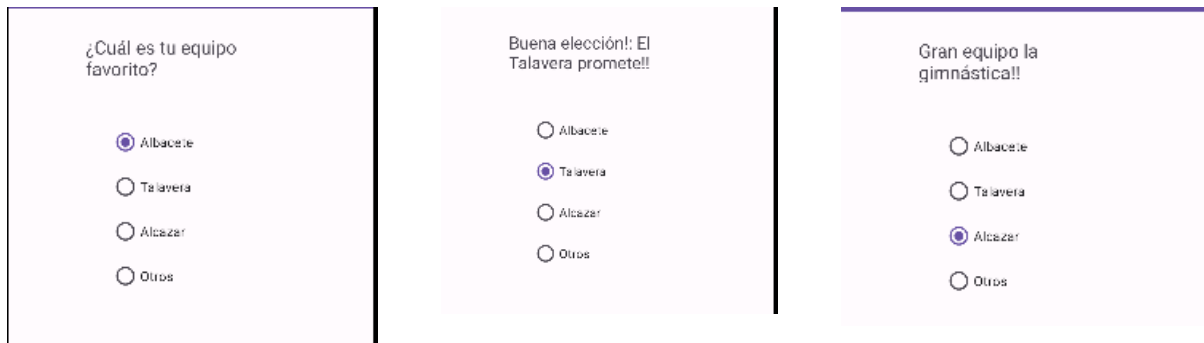 ¿Cuál es tu equipo
favorito?
Albacete
Talavera
Alcazar
Otros
Buena elección!: El
Talavera promete!!
Albacete
Talavera
Alcazar
Otros
Gran equipo la
gimnástica!!
Albacete
Talavera
Alcazar
Otros